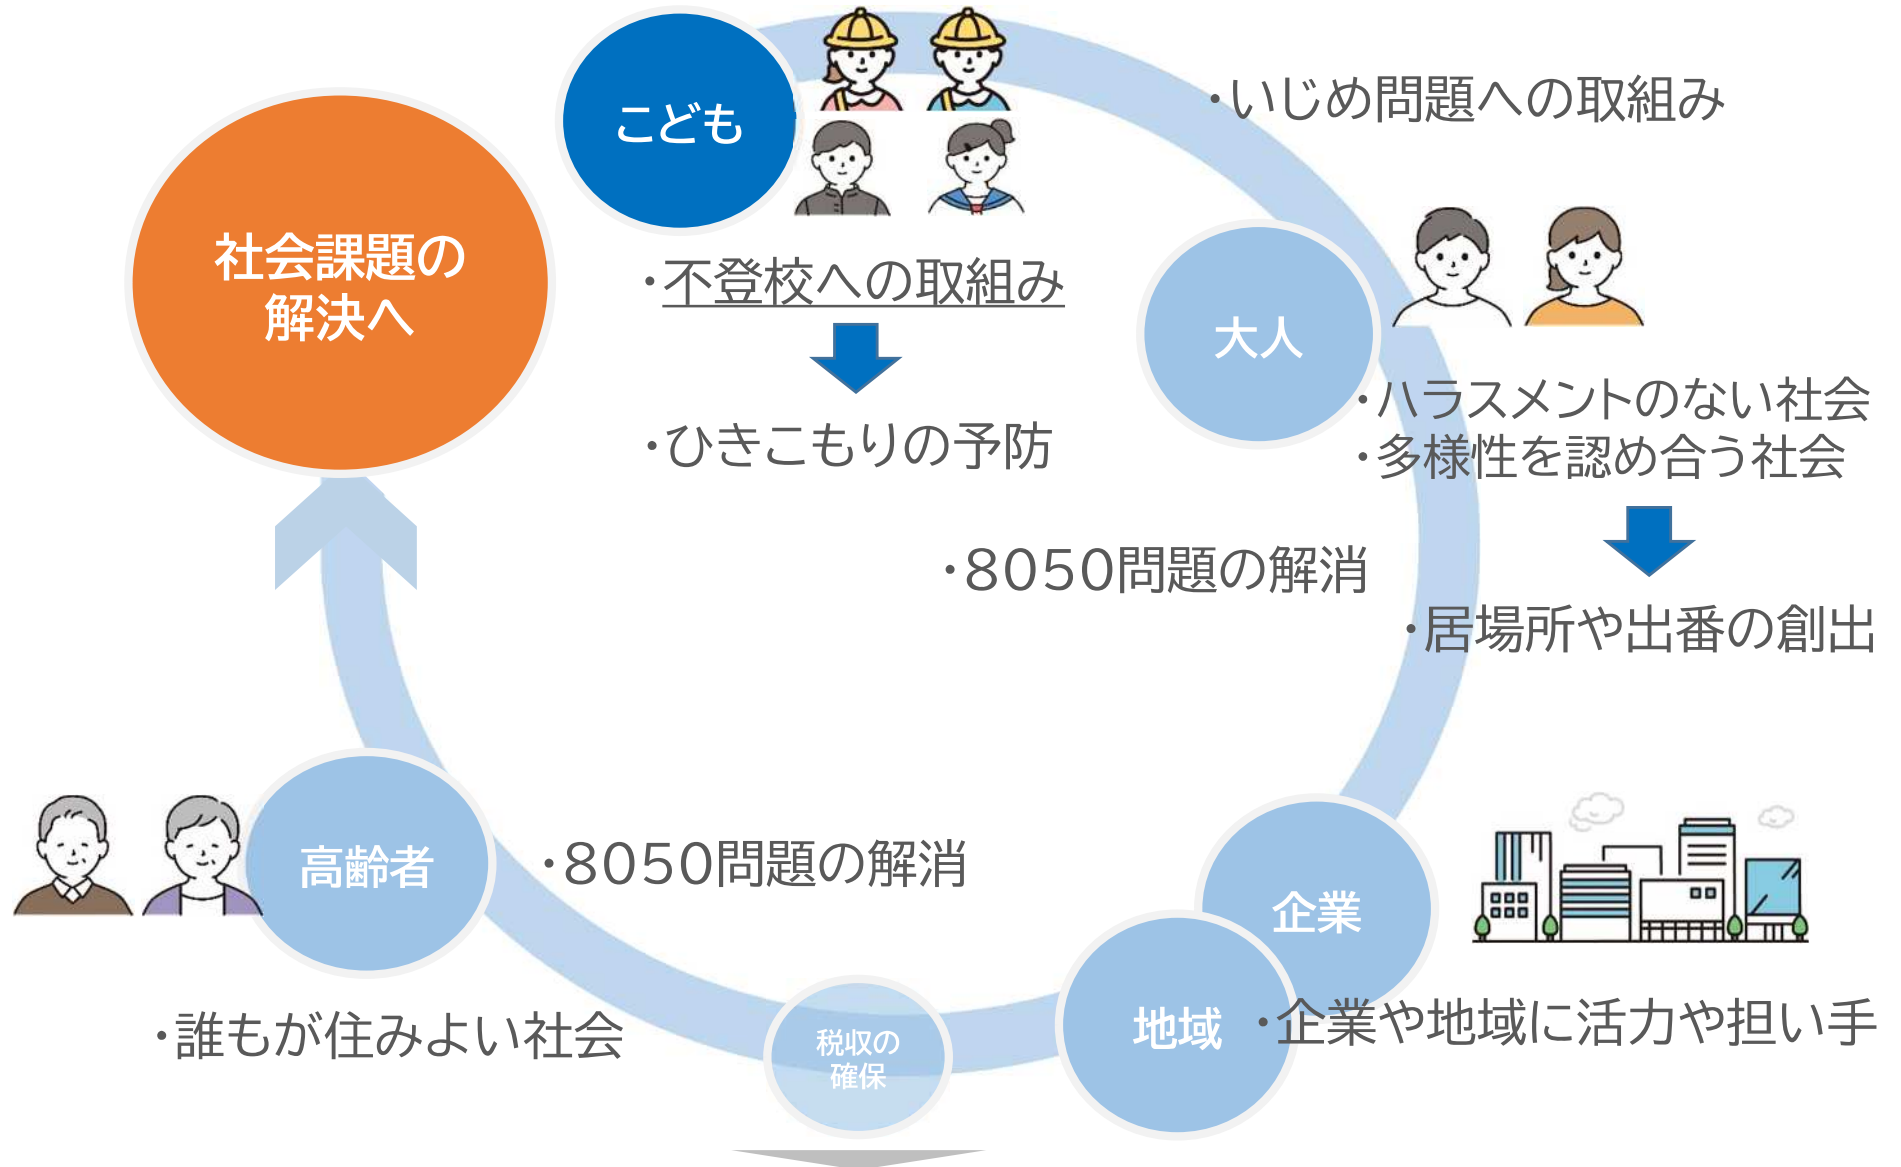 こども
・いじめ問題への取組み
社会課題の
解決へ
・不登校への取組み
大人
・ハラスメントのない社会
・多様性を認め合う社会
・ひきこもりの予防
・8050問題の解消
・居場所や出番の創出
高齢者
・8050問題の解消
企業
・誰もが住みよい社会
税収の
確保
地域
・企業や地域に活力や担い手